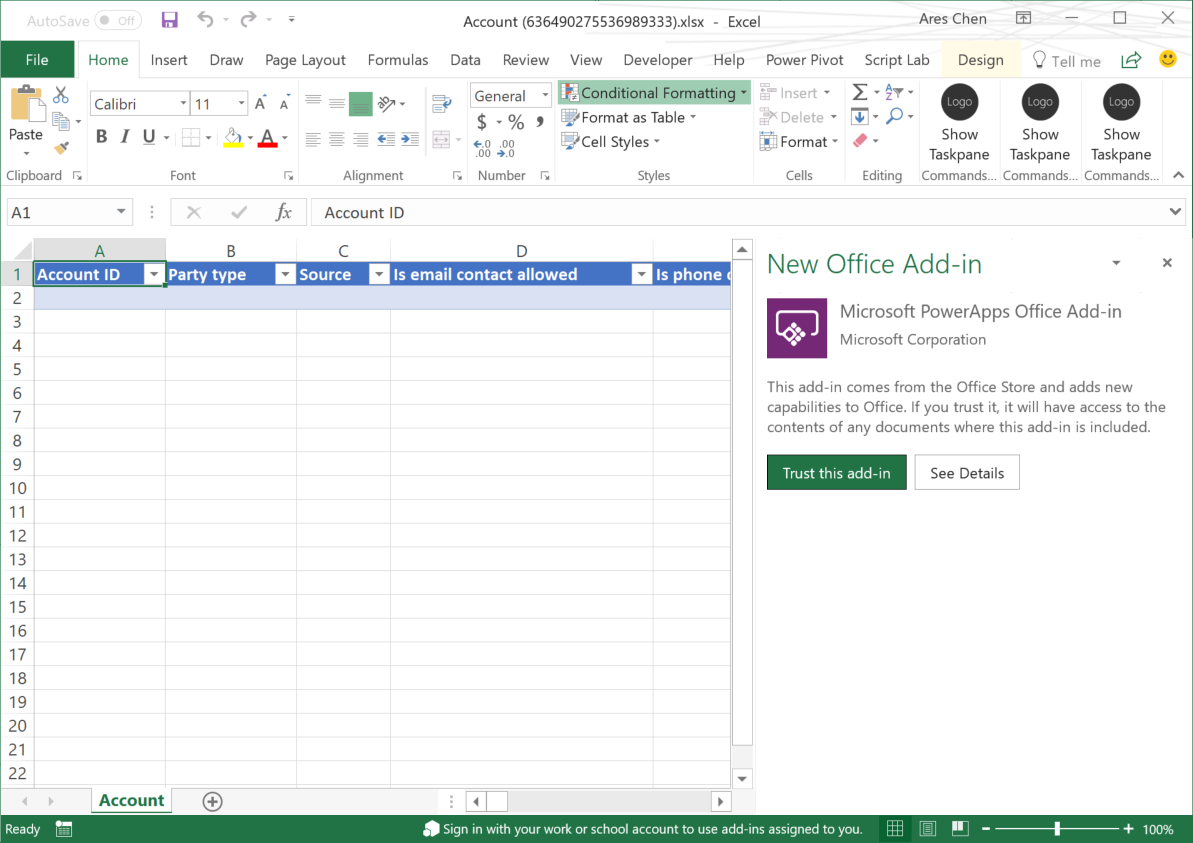 AutoSave Off
Account (636490275536989333).xlsx - Excel
Ares Chen
File Home Insert Draw Page Layout Formulas Data Review View Developer Help Power Pivot Script Lab Design Tell me
Paste
Clipboard
Calibri 11 A A
B I U A
Font
Alignment
General
$ % ,
.00 .0
Number
Conditional Formatting
Format as Table
Cell Styles
Styles
Insert
Delete
Format
Cells
Σ
Editing
Logo Logo Logo
Show Show Show
Taskpane Taskpane Taskpane
Commands... Commands... Commands...
A1 fx Account ID
A B C D
1 Account ID Party type Source Is email contact allowed Is phone
2
3
4
5
6
7
8
9
10
11
12
13
14
15
16
17
18
19
20
21
22
New Office Add-in
Microsoft PowerApps Office Add-in
Microsoft Corporation
This add-in comes from the Office Store and adds new
capabilities to Office. If you trust it, it will have access to the
contents of any documents where this add-in is included.
Trust this add-in See Details
Account
Ready
Sign in with your work or school account to use add-ins assigned to you.
100%